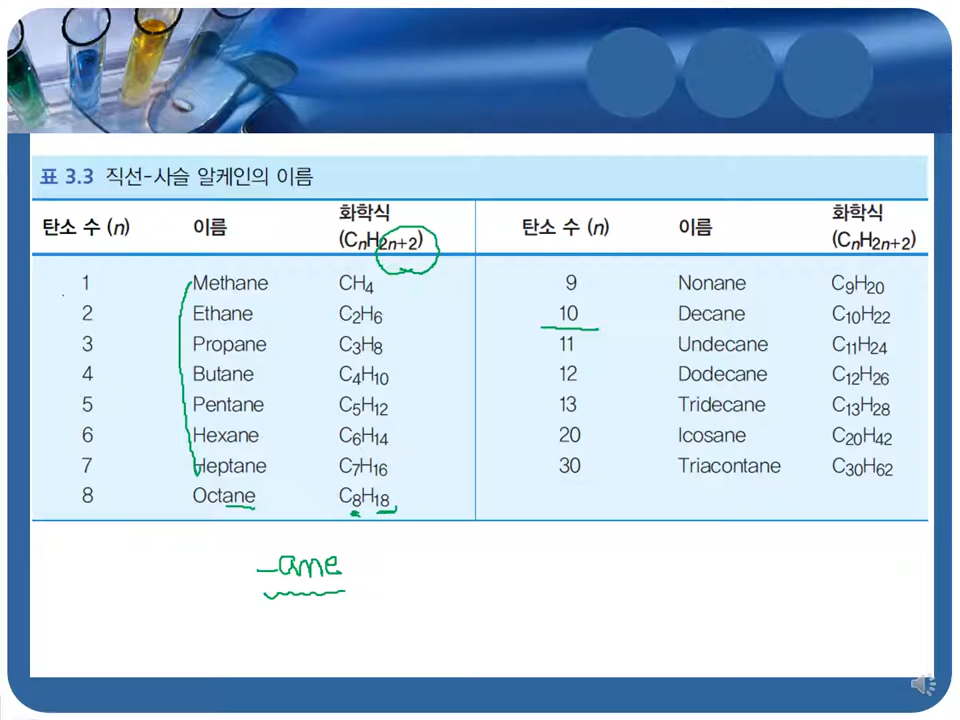 표 3.3 직선-사슬 알케인의 이름
탄소 수 (n) 이름 화학식 (CnH2n+2) 탄소 수 (n) 이름 화학식 (CnH2n+2)
1 Methane CH4 9 Nonane C9H20
2 Ethane C2H6 10 Decane C10H22
3 Propane C3H8 11 Undecane C11H24
4 Butane C4H10 12 Dodecane C12H26
5 Pentane C5H12 13 Tridecane C13H28
6 Hexane C6H14 20 Icosane C20H42
7 Heptane C7H16 30 Triacontane C30H62
8 Octane C8H18
-ane